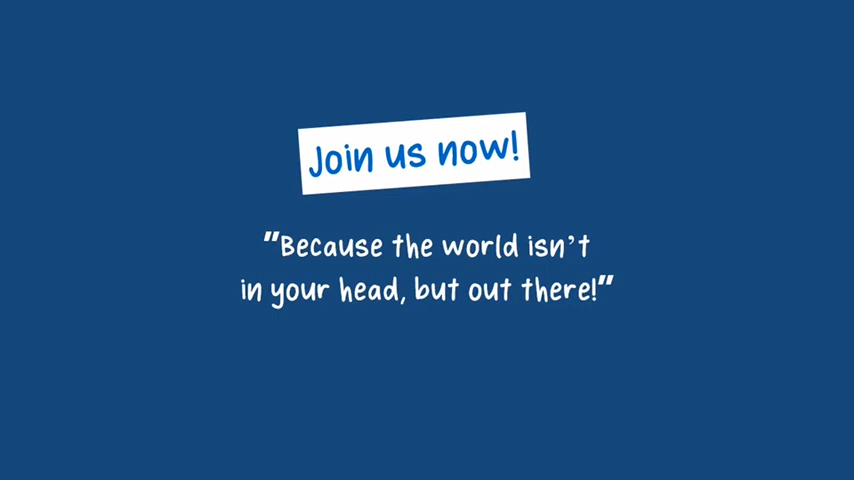 Join us now!
"Because the world isn't
in your head, but out there!"